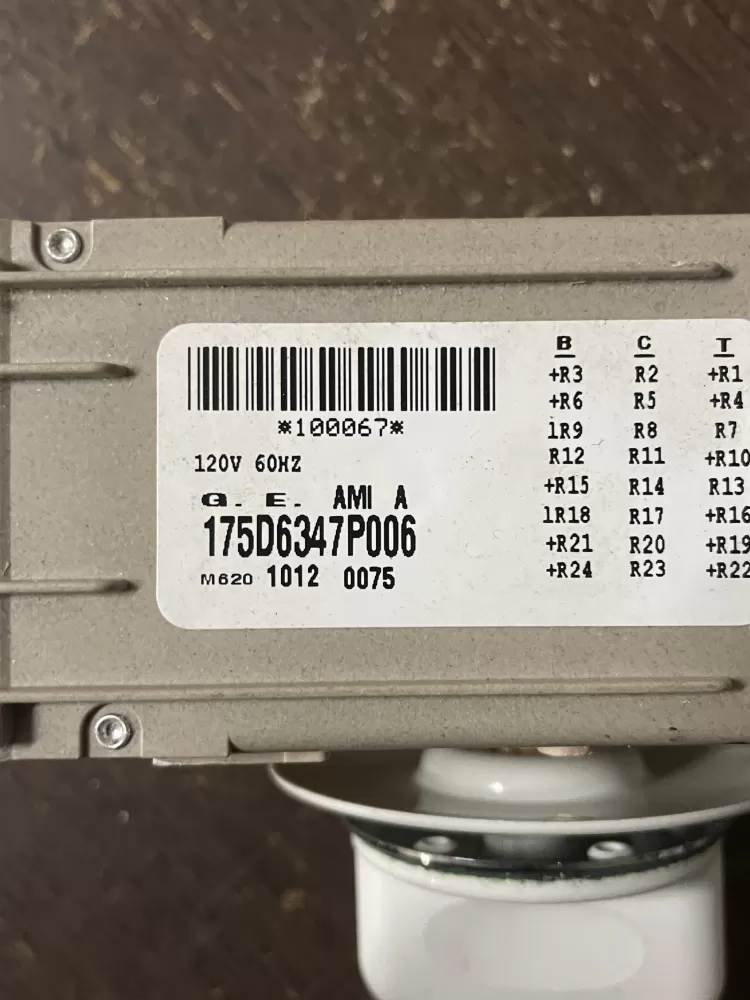 *100067*
120V 60HZ
G. E. AMI A
175D6347P006
M620 1012 0075
B C T
+R3 R2 +R1
+R6 R5 +R4
1R9 R8 R7
R12 R11 +R10
+R15 R14 R13
1R18 R17 +R16
+R21 R20 +R19
+R24 R23 +R22